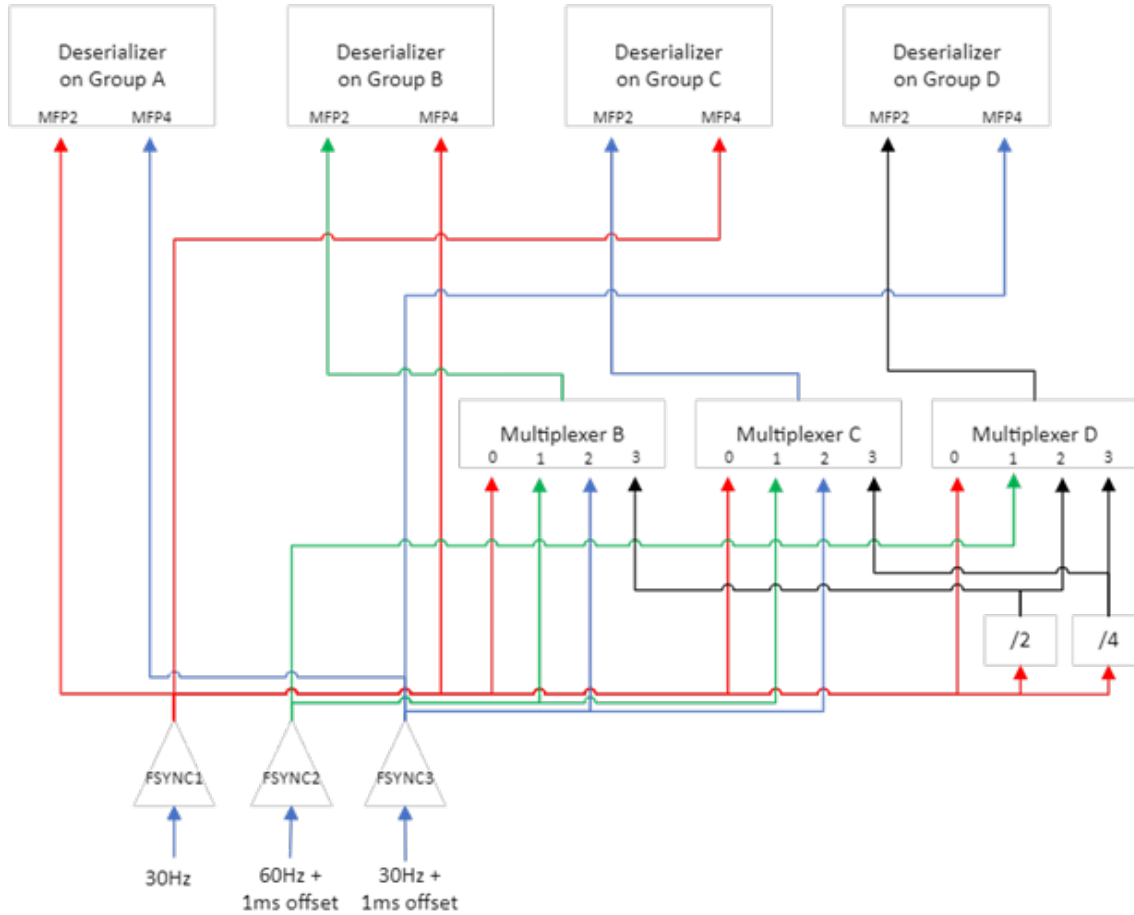 Deserializer
on Group A
MFP2 MFP4
Deserializer
on Group B
MFP2 MFP4
Deserializer
on Group C
MFP2 MFP4
Deserializer
on Group D
MFP2 MFP4
Multiplexer B
0 1 2 3
Multiplexer C
0 1 2 3
Multiplexer D
0 1 2 3
/2
/4
FSYNC1
FSYNC2
FSYNC3
30Hz
60Hz +
1ms offset
30Hz +
1ms offset